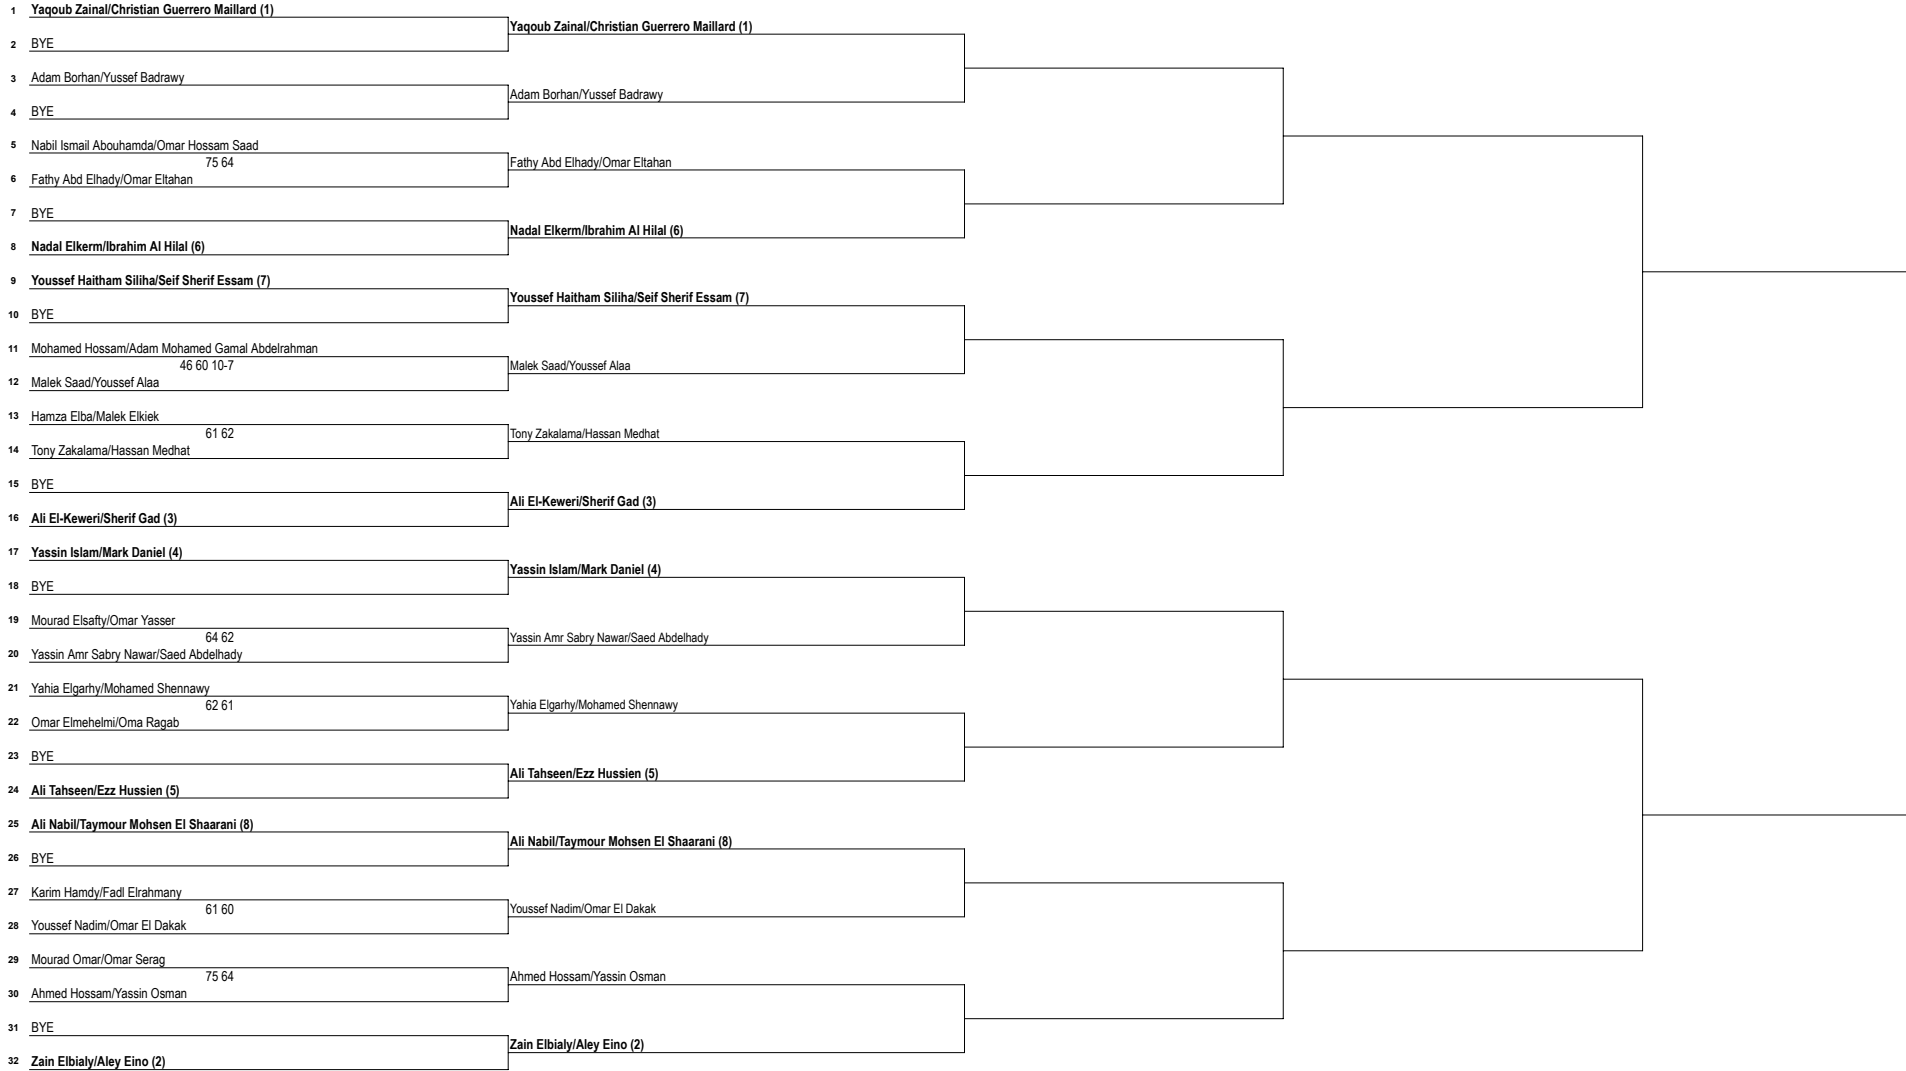 1 Yaqoub Zainal/Christian Guerrero Maillard (1)
Yaqoub Zainal/Christian Guerrero Maillard (1)
2 BYE
3 Adam Borhan/Yussef Badrawy
Adam Borhan/Yussef Badrawy
4 BYE
5 Nabil Ismail Abouhamda/Omar Hossam Saad
75 64
Fathy Abd Elhady/Omar Eltahan
6 Fathy Abd Elhady/Omar Eltahan
7 BYE
Nadal Elkerm/Ibrahim Al Hilal (6)
8 Nadal Elkerm/Ibrahim Al Hilal (6)
9 Youssef Haitham Siliha/Seif Sherif Essam (7)
Youssef Haitham Siliha/Seif Sherif Essam (7)
10 BYE
11 Mohamed Hossam/Adam Mohamed Gamal Abdelrahman
46 60 10-7
Malek Saad/Youssef Alaa
12 Malek Saad/Youssef Alaa
13 Hamza Elba/Malek Elkiek
61 62
Tony Zakalama/Hassan Medhat
14 Tony Zakalama/Hassan Medhat
15 BYE
Ali El-Keweri/Sherif Gad (3)
16 Ali El-Keweri/Sherif Gad (3)
17 Yassin Islam/Mark Daniel (4)
Yassin Islam/Mark Daniel (4)
18 BYE
19 Mourad Elsafty/Omar Yasser
64 62
Yassin Amr Sabry Nawar/Saed Abdelhady
20 Yassin Amr Sabry Nawar/Saed Abdelhady
21 Yahia Elgarhy/Mohamed Shennawy
62 61
Yahia Elgarhy/Mohamed Shennawy
22 Omar Elmehelmi/Oma Ragab
23 BYE
Ali Tahseen/Ezz Hussien (5)
24 Ali Tahseen/Ezz Hussien (5)
25 Ali Nabil/Taymour Mohsen El Shaarani (8)
Ali Nabil/Taymour Mohsen El Shaarani (8)
26 BYE
27 Karim Hamdy/Fadl Elrahmany
61 60
Youssef Nadim/Omar El Dakak
28 Youssef Nadim/Omar El Dakak
29 Mourad Omar/Omar Serag
75 64
Ahmed Hossam/Yassin Osman
30 Ahmed Hossam/Yassin Osman
31 BYE
Zain Elbialy/Aley Eino (2)
32 Zain Elbialy/Aley Eino (2)